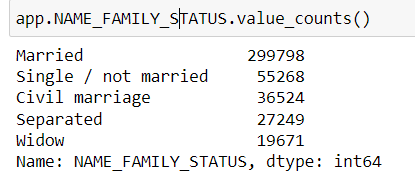 app.NAME_FAMILY_STATUS.value_counts()
Married 299798
Single / not married 55268
Civil marriage 36524
Separated 27249
Widow 19671
Name: NAME_FAMILY_STATUS, dtype: int64